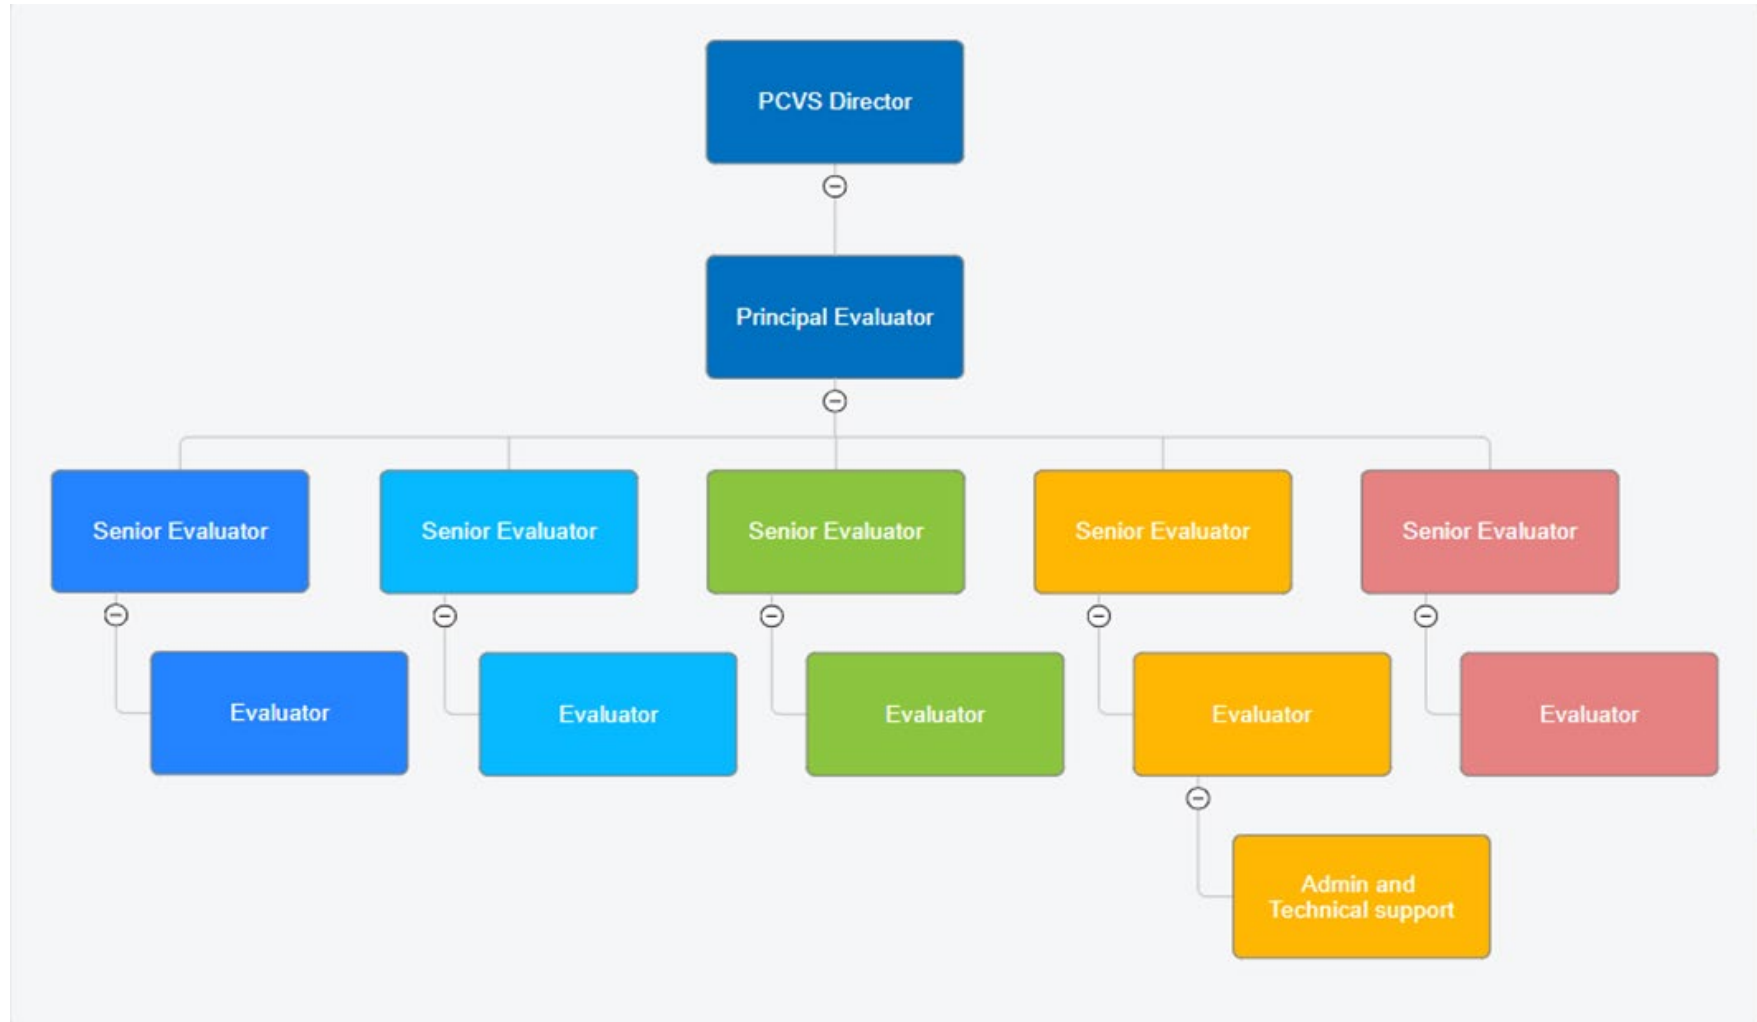 PCVS Director
Principal Evaluator
Senior Evaluator
Senior Evaluator
Senior Evaluator
Senior Evaluator
Senior Evaluator
Evaluator
Evaluator
Evaluator
Evaluator
Evaluator
Admin and
Technical support